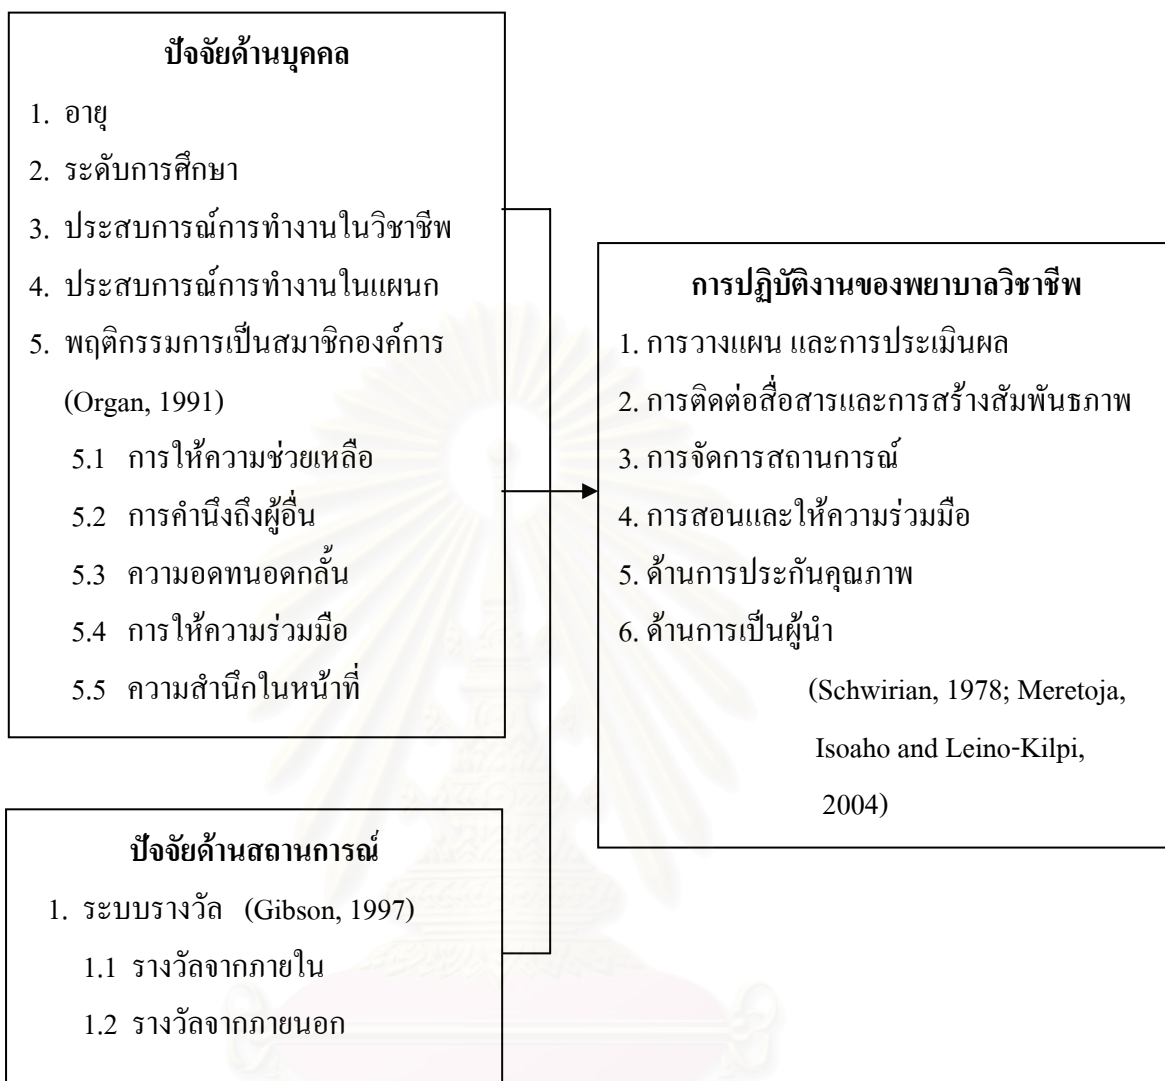 ปัจจัยด้านบุคคล
1. อายุ
2. ระดับการศึกษา
3. ประสบการณ์การทำงานในวิชาชีพ
4. ประสบการณ์การทำงานในแผนก
5. พฤติกรรมการเป็นสมาชิกองค์การ
(Organ, 1991)
5.1 การให้ความช่วยเหลือ
5.2 การคำนึงถึงผู้อื่น
5.3 ความอดทนอดกลั้น
5.4 การให้ความร่วมมือ
5.5 ความสำนึกในหน้าที่
ปัจจัยด้านสถานการณ์
1. ระบบรางวัล (Gibson, 1997)
1.1 รางวัลจากภายใน
1.2 รางวัลจากภายนอก
การปฏิบัติงานของพยาบาลวิชาชีพ
1. การวางแผน และการประเมินผล
2. การติดต่อสื่อสารและการสร้างสัมพันธภาพ
3. การจัดการสถานการณ์
4. การสอนและให้ความร่วมมือ
5. ด้านการประกันคุณภาพ
6. ด้านการเป็นผู้นำ
(Schwirian, 1978; Meretoja,
Isoaho and Leino-Kilpi,
2004)